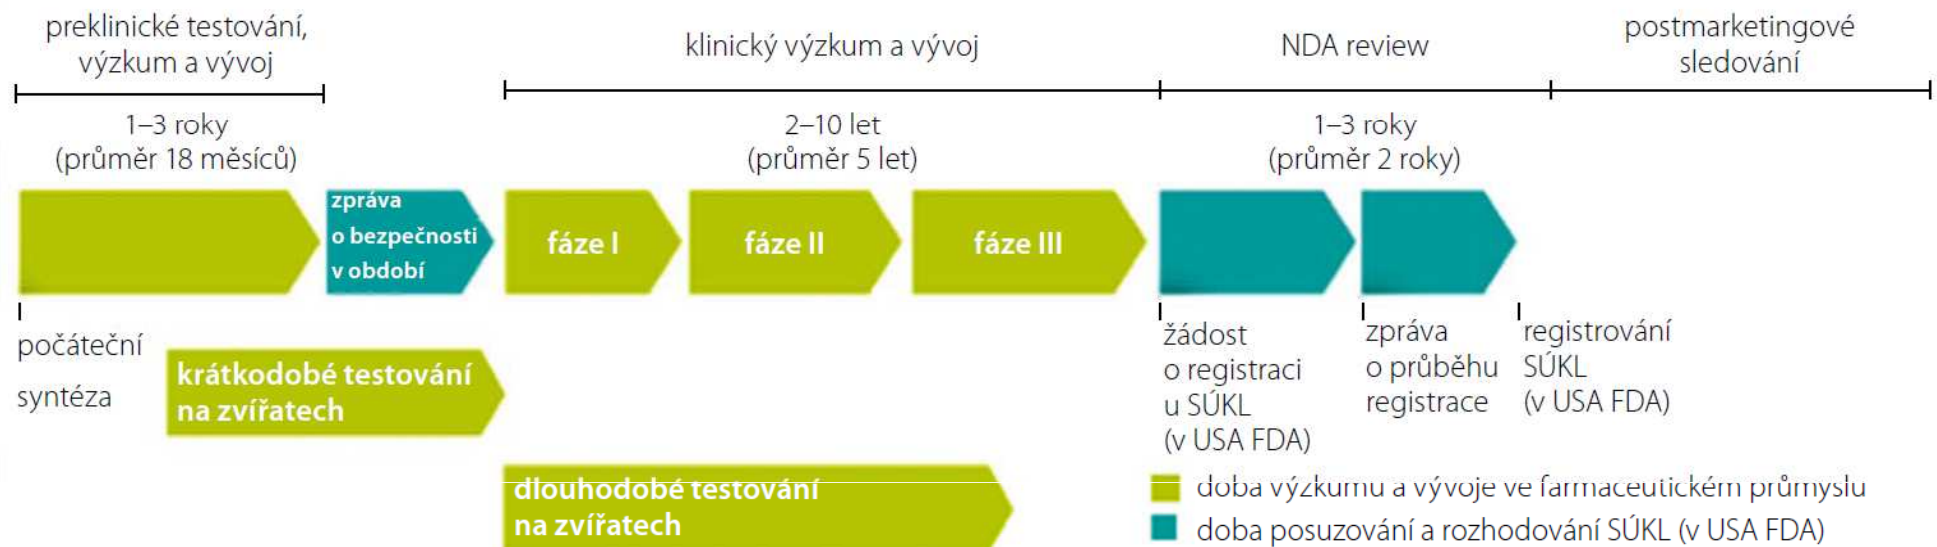 preklinické testování,
výzkum a vývoj
klinický výzkum a vývoj
NDA review
postmarketingové
sledování
1–3 roky
(průměr 18 měsíců)
2–10 let
(průměr 5 let)
1–3 roky
(průměr 2 roky)
zpráva
o bezpečnosti
v období
fáze I
fáze II
fáze III
počáteční
syntéza
krátkodobé testování
na zvířatech
dlouhodobé testování
na zvířatech
žádost
o registraci
u SÚKL
(v USA FDA)
zpráva
o průběhu
registrace
registrování
SÚKL
(v USA FDA)
doba výzkumu a vývoje ve farmaceutickém průmyslu
doba posuzování a rozhodování SÚKL (v USA FDA)